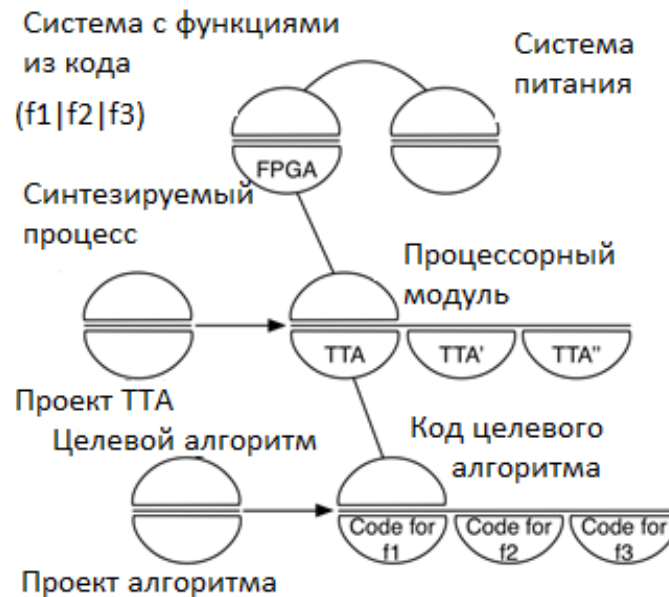 Система с функциями
из кода
(f1|f2|f3)
Система
питания
FPGA
Синтезируемый
процесс
Процессорный
модуль
TTA
TTA'
TTA"
Проект ТТА
Целевой алгоритм
Код целевого
алгоритма
Code for
f1
Code for
f2
Code for
f3
Проект алгоритма